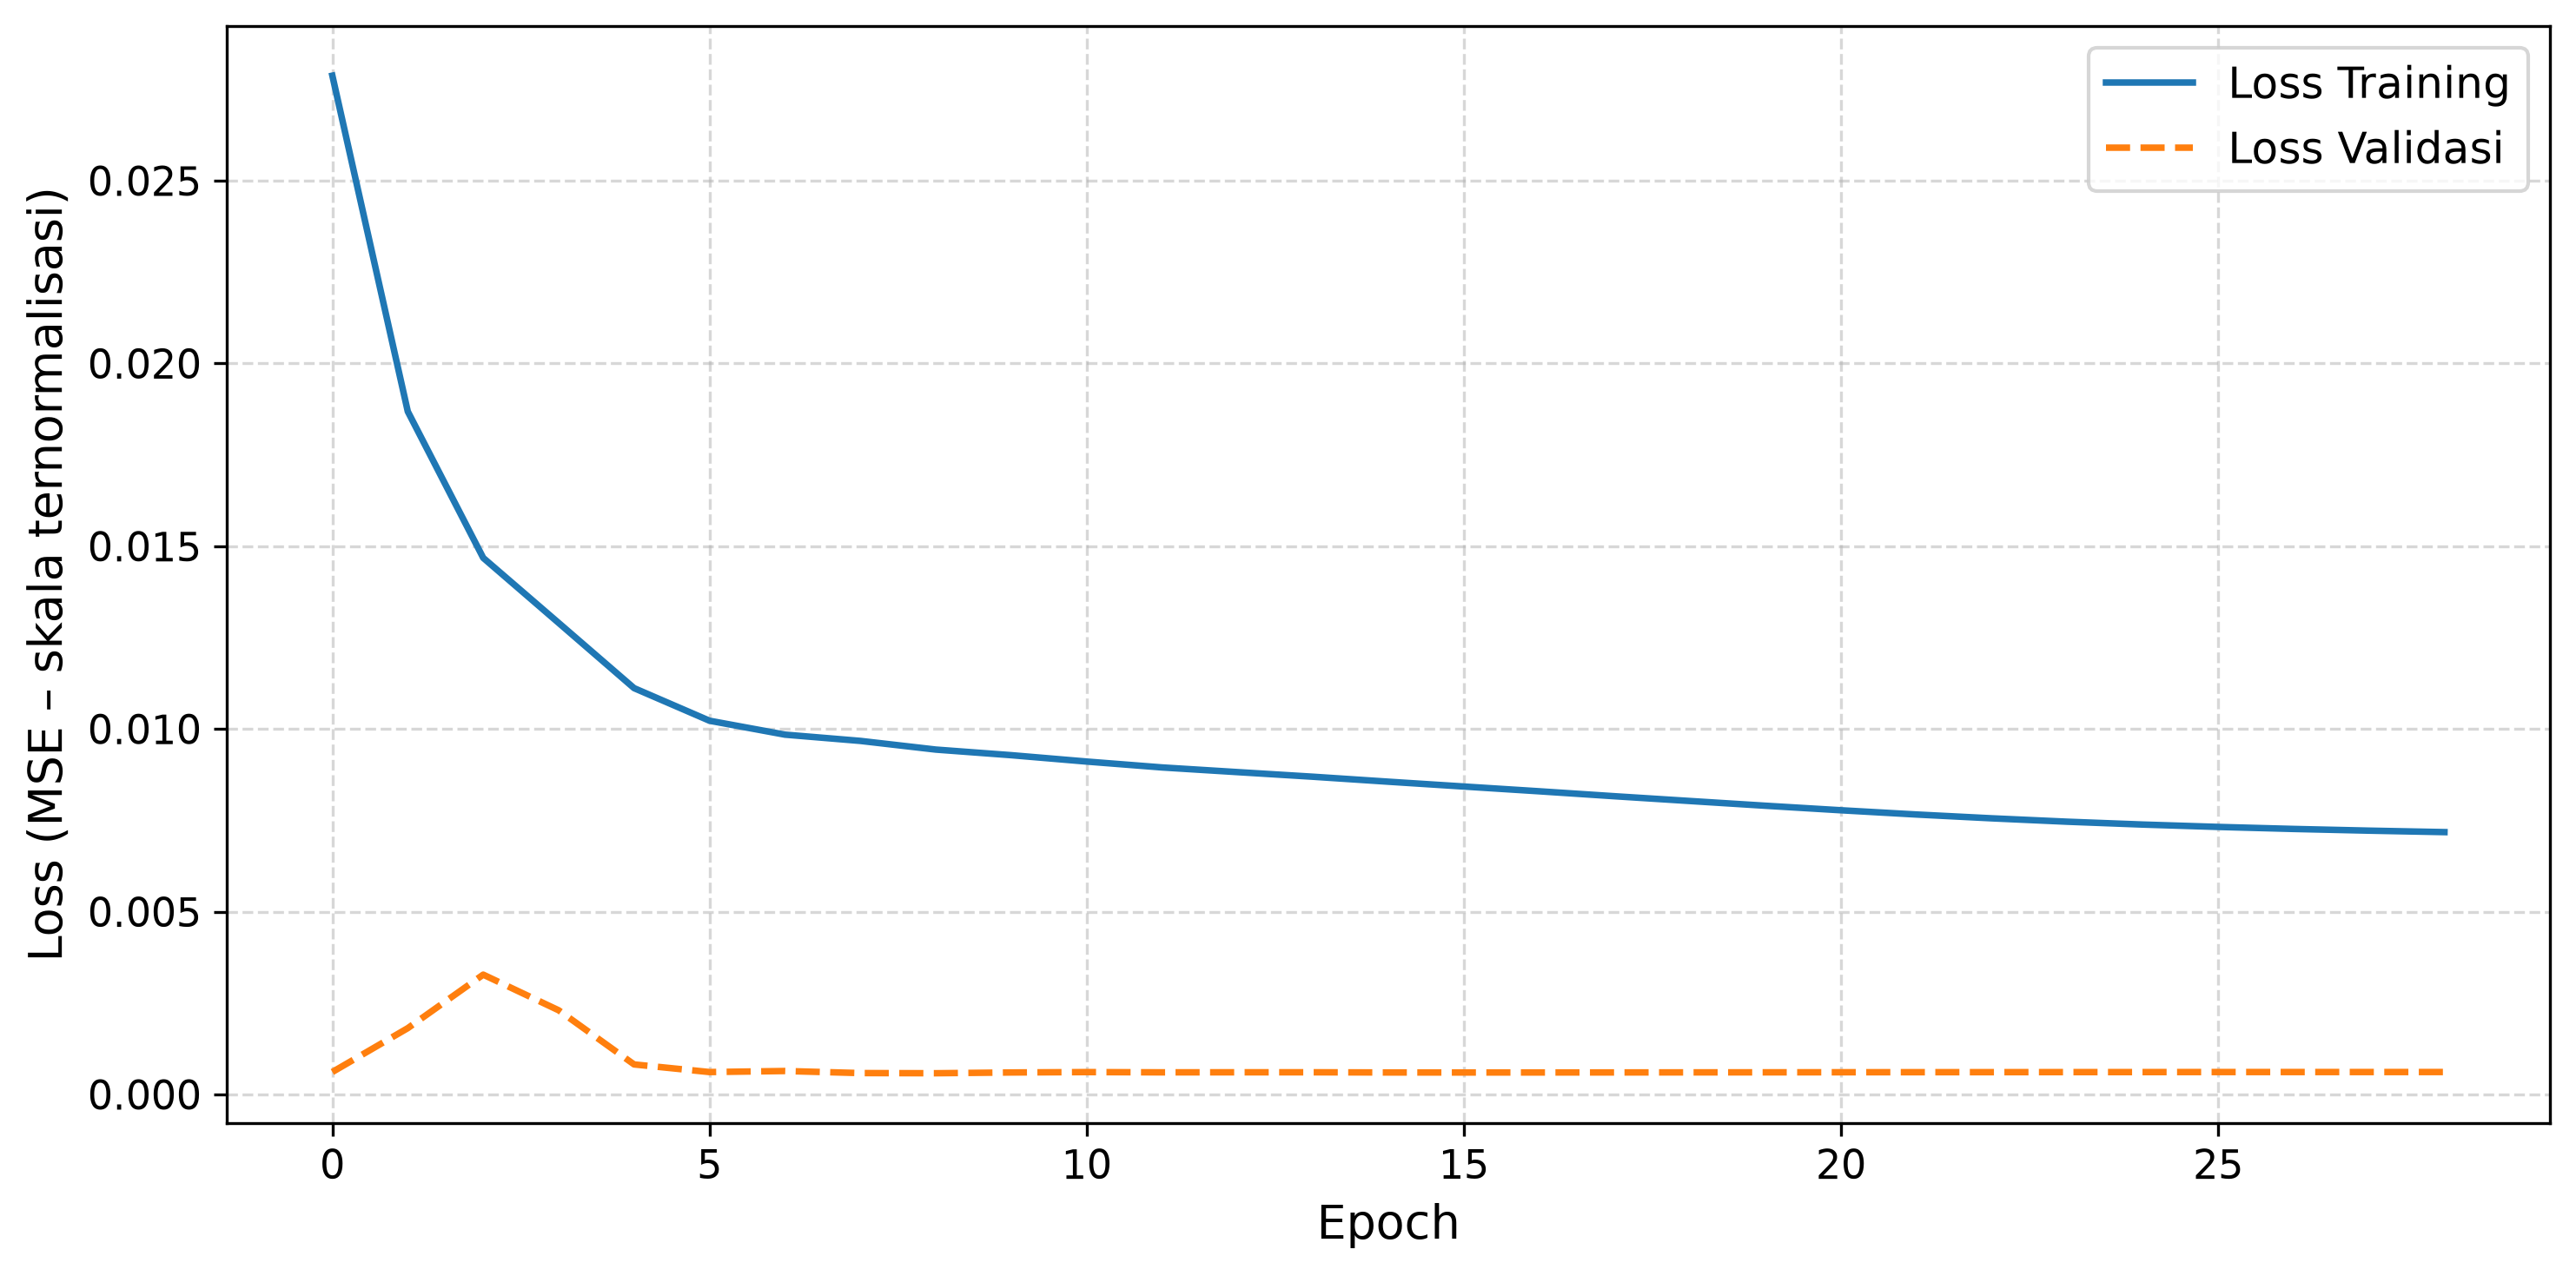 Loss Training
Loss Validasi
Loss (MSE – skala ternormalisasi)
0.025
0.020
0.015
0.010
0.005
0.000
0 5 10 15 20 25
Epoch